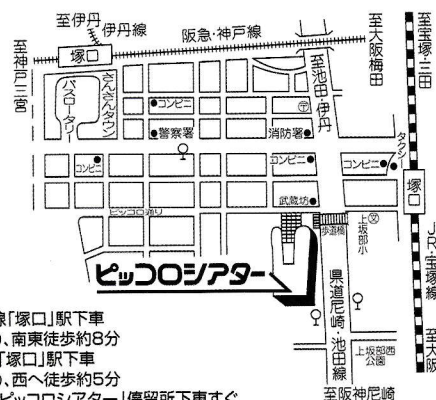 至伊丹
伊丹線
阪急・神戸線
至神戸三宮
塚口
至大阪梅田
至池田
伊丹
至宝塚・三田
バスロータリー
さんさんタウン
コンビニ
警察署
消防署
コンビニ
コンビニ
コンビニ
タクシー
塚口
武蔵坊
ピッコロ通り
歩道橋
上坂部小
JR・宝塚線
ピッコロシアター
県道尼崎・池田線
上坂部西公園
至大阪
至阪神尼崎
線「塚口」駅下車
、南東徒歩約8分
「塚口」駅下車
、西へ徒歩約5分
ピッコロシアター」停留所下車すぐ